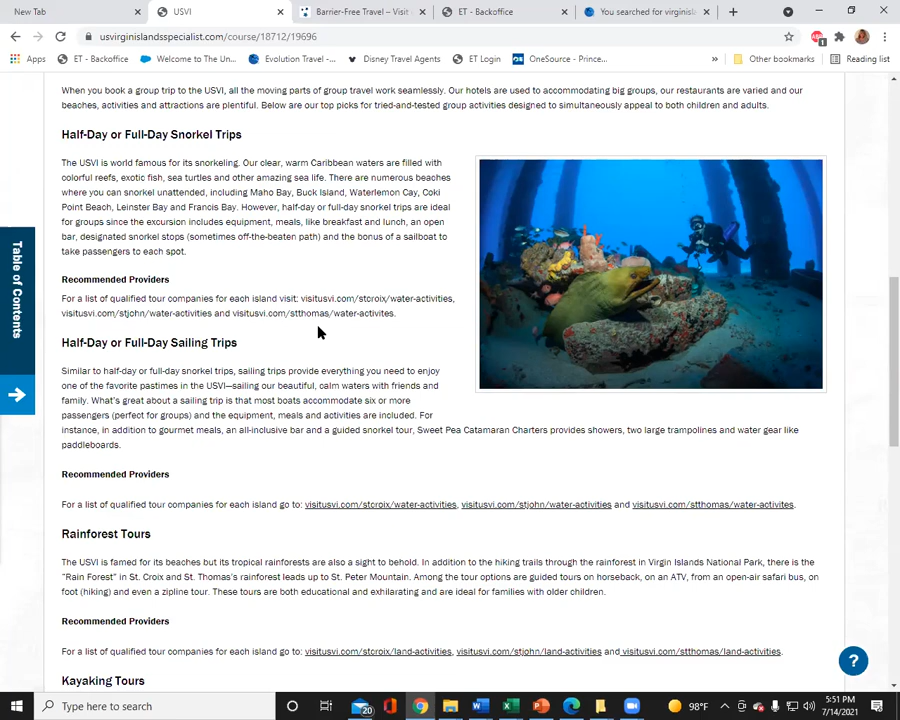 New Tab
USVI
Barrier-Free Travel – Visit
ET - Backoffice
You searched for virginisl
usvirginislandsspecialist.com/course/18712/19696
ABP
1
Apps
ET - Backoffice
Welcome to The Un...
Evolution Travel -...
Disney Travel Agents
ET Login
OneSource - Prince...
»
Other bookmarks
Reading list
When you book a group trip to the USVI, all the moving parts of group travel work seamlessly. Our hotels are used to accommodating big groups, our restaurants are varied and our
beaches, activities and attractions are plentiful. Below are our top picks for tried-and-tested group activities designed to simultaneously appeal to both children and adults.
Half-Day or Full-Day Snorkel Trips
The USVI is world famous for its snorkeling. Our clear, warm Caribbean waters are filled with
colorful reefs, exotic fish, sea turtles and other amazing sea life. There are numerous beaches
where you can snorkel unattended, including Maho Bay, Buck Island, Waterlemon Cay, Coki
Point Beach, Leinster Bay and Francis Bay. However, half-day or full-day snorkel trips are ideal
for groups since the excursion includes equipment, meals, like breakfast and lunch, an open
bar, designated snorkel stops (sometimes off-the-beaten path) and the bonus of a sailboat to
take passengers to each spot.
Recommended Providers
For a list of qualified tour companies for each island visit: visitusvi.com/stcroix/water-activities,
visitusvi.com/stjohn/water-activities and visitusvi.com/stthomas/water-activites.
Half-Day or Full-Day Sailing Trips
Similar to half-day or full-day snorkel trips, sailing trips provide everything you need to enjoy
one of the favorite pastimes in the USVI—sailing our beautiful, calm waters with friends and
family. What's great about a sailing trip is that most boats accommodate six or more
passengers (perfect for groups) and the equipment, meals and activities are included. For
instance, in addition to gourmet meals, an all-inclusive bar and a guided snorkel tour, Sweet Pea Catamaran Charters provides showers, two large trampolines and water gear like
paddleboards.
Recommended Providers
For a list of qualified tour companies for each island go to: visitusvi.com/stcroix/water-activities, visitusvi.com/stjohn/water-activities and visitusvi.com/stthomas/water-activites.
Rainforest Tours
The USVI is famed for its beaches but its tropical rainforests are also a sight to behold. In addition to the hiking trails through the rainforest in Virgin Islands National Park, there is the
"Rain Forest" in St. Croix and St. Thomas's rainforest leads up to St. Peter Mountain. Among the tour options are guided tours on horseback, on an ATV, from an open-air safari bus, on
foot (hiking) and even a zipline tour. These tours are both educational and exhilarating and are ideal for families with older children.
Recommended Providers
For a list of qualified tour companies for each island go to: visitusvi.com/stcroix/land-activities, visitusvi.com/stjohn/land-activities and visitusvi.com/stthomas/land-activities.
Kayaking Tours
Table of Contents
?
Type here to search
20
98°F
5:51 PM
7/14/2021